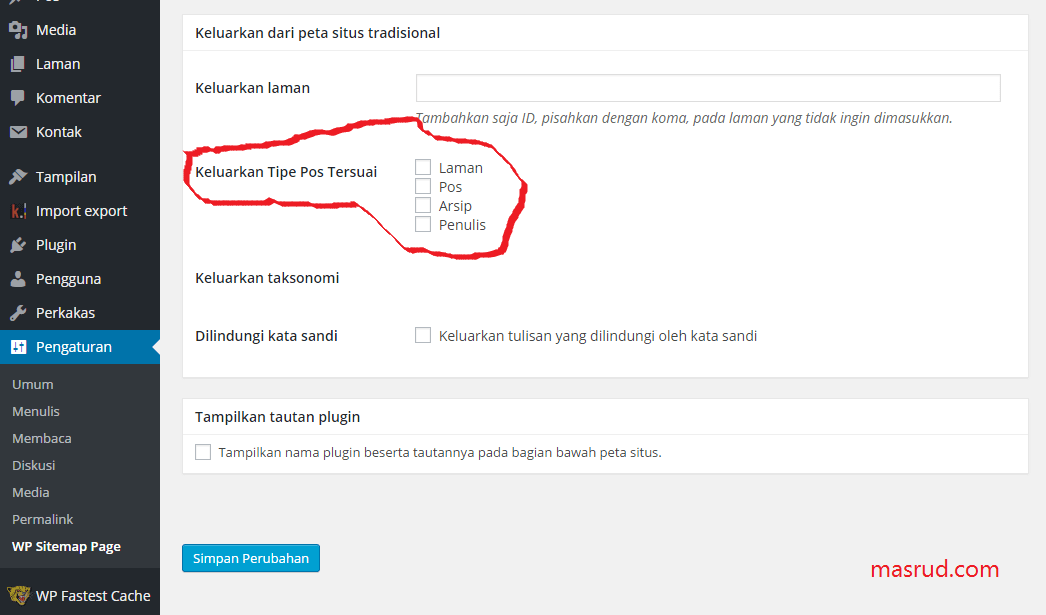 Media
Laman
Komentar
Kontak
Tampilan
Import export
Plugin
Pengguna
Perkakas
Pengaturan
Umum
Menulis
Membaca
Diskusi
Media
Permalink
WP Sitemap Page
WP Fastest Cache
Keluarkan dari peta situs tradisional
Keluarkan laman
Tambahkan saja ID, pisahkan dengan koma, pada laman yang tidak ingin dimasukkan.
Keluarkan Tipe Pos Tersuai
Laman
Pos
Arsip
Penulis
Keluarkan taksonomi
Dilindungi kata sandi
Keluarkan tulisan yang dilindungi oleh kata sandi
Tampilkan tautan plugin
Tampilkan nama plugin beserta tautannya pada bagian bawah peta situs.
Simpan Perubahan
masrud.com